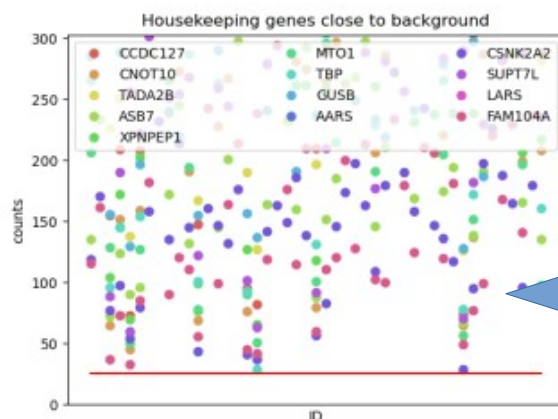 Housekeeping genes close to background
300
250
200
150
100
50
0
counts
CCDC127
CNOT10
TADA2B
ASB7
XPNPEP1
MTO1
TBP
GUSB
AARS
CSNK2A2
SUPT7L
LARS
FAM104A
ID